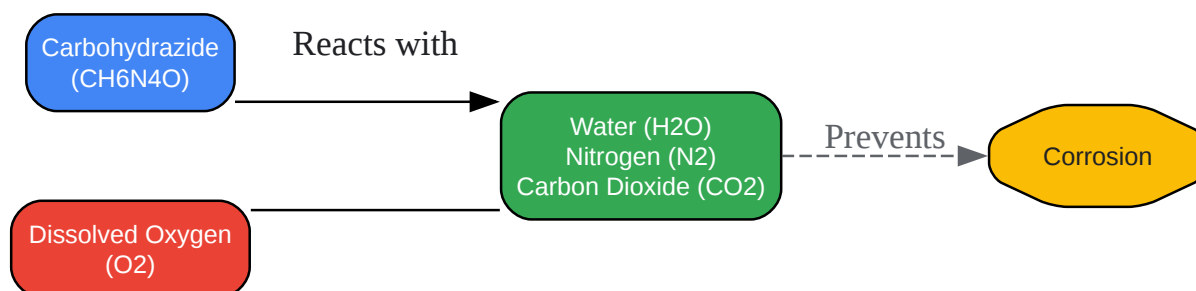 Carbohydrazide
(CH6N4O)
Reacts with
Water (H2O)
Nitrogen (N2)
Carbon Dioxide (CO2)
Prevents
Corrosion
Dissolved Oxygen
(O2)